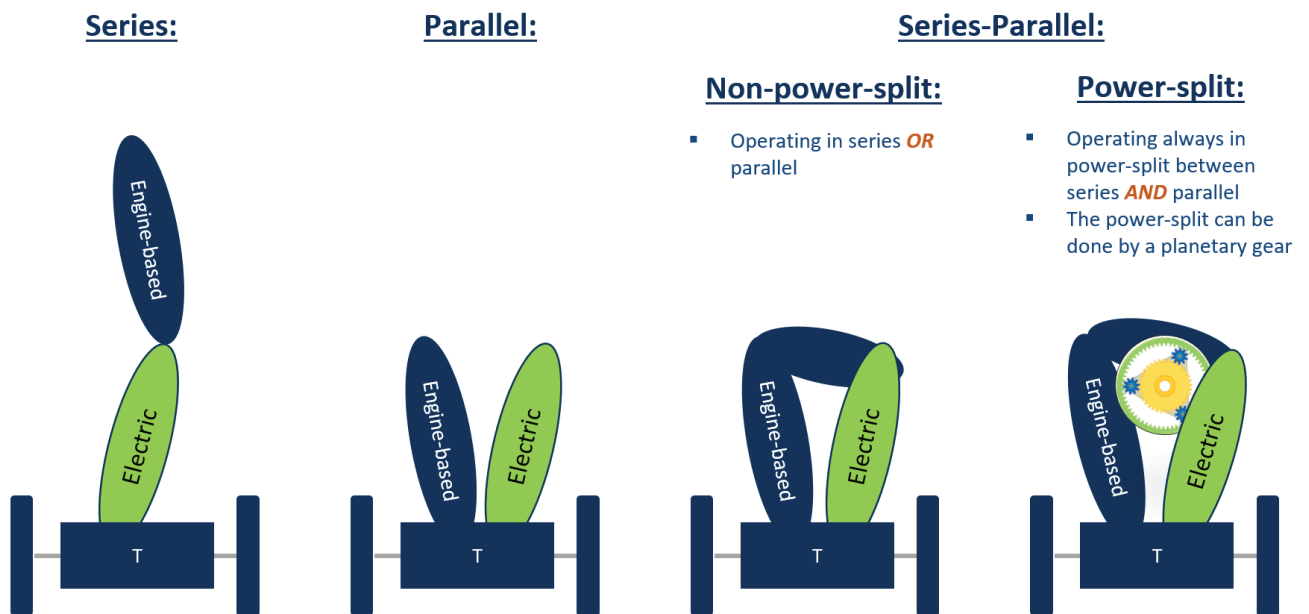 Series:
Parallel:
Series-Parallel:
Non-power-split:
▪ Operating in series OR
parallel
Power-split:
▪ Operating always in
power-split between
series AND parallel
▪ The power-split can be
done by a planetary gear
Engine-based
Electric
T
Engine-based
Electric
T
Engine-based
Electric
T
Engine-based
Electric
T